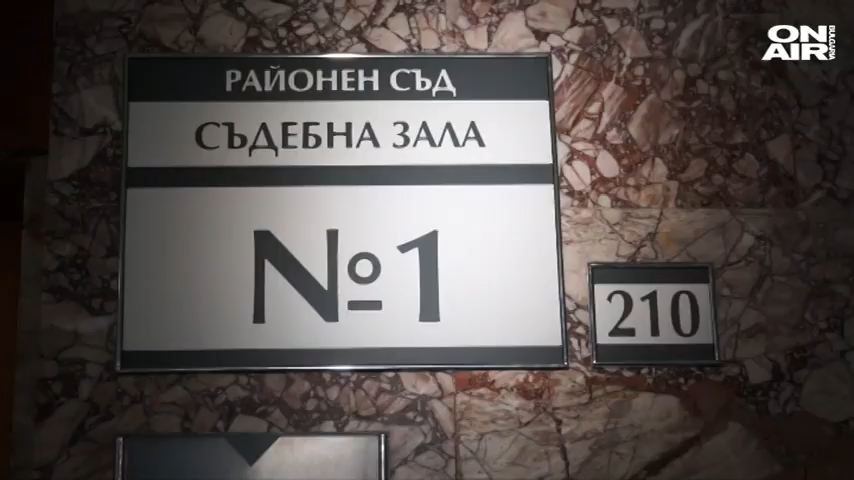 РАЙОНЕН СЪД
СЪДЕБНА ЗАЛА
№1
210
ON
AIR
BULGARIA